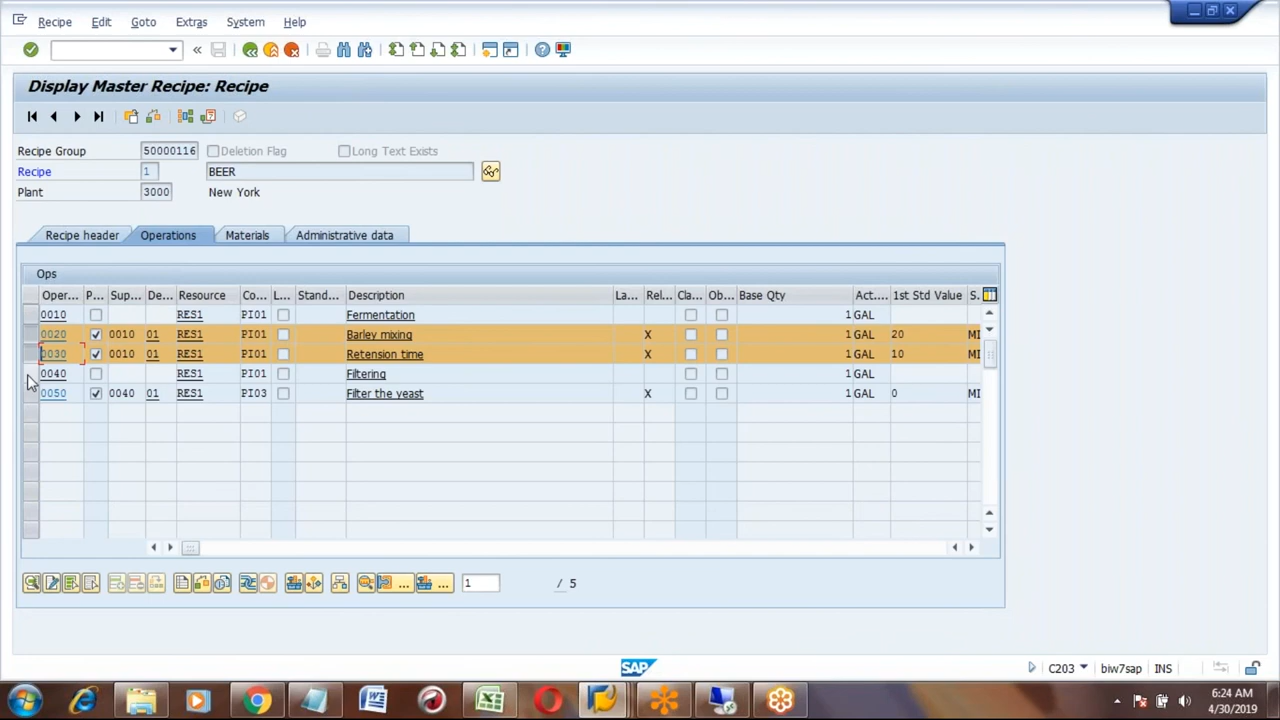 Recipe Edit Goto Extras System Help
Display Master Recipe: Recipe
Recipe Group 50000116 Deletion Flag Long Text Exists
Recipe 1 BEER
Plant 3000 New York
Recipe header Operations Materials Administrative data
Ops
Oper... P... Sup... De... Resource Co... L... Stand... Description La... Rel... Cla... Ob... Base Qty Act.... 1st Std Value S.
0010 RES1 PI01 Fermentation 1 GAL
0020 0010 01 RES1 PI01 Barley mixing X 1 GAL 20 MI
0030 0010 01 RES1 PI01 Retension time X 1 GAL 10 MI
0040 RES1 PI01 Filtering 1 GAL
0050 0040 01 RES1 PI03 Filter the yeast X 1 GAL 0 MI
... ... 1 / 5
SAP
C203 biw7sap INS
6:24 AM
4/30/2019